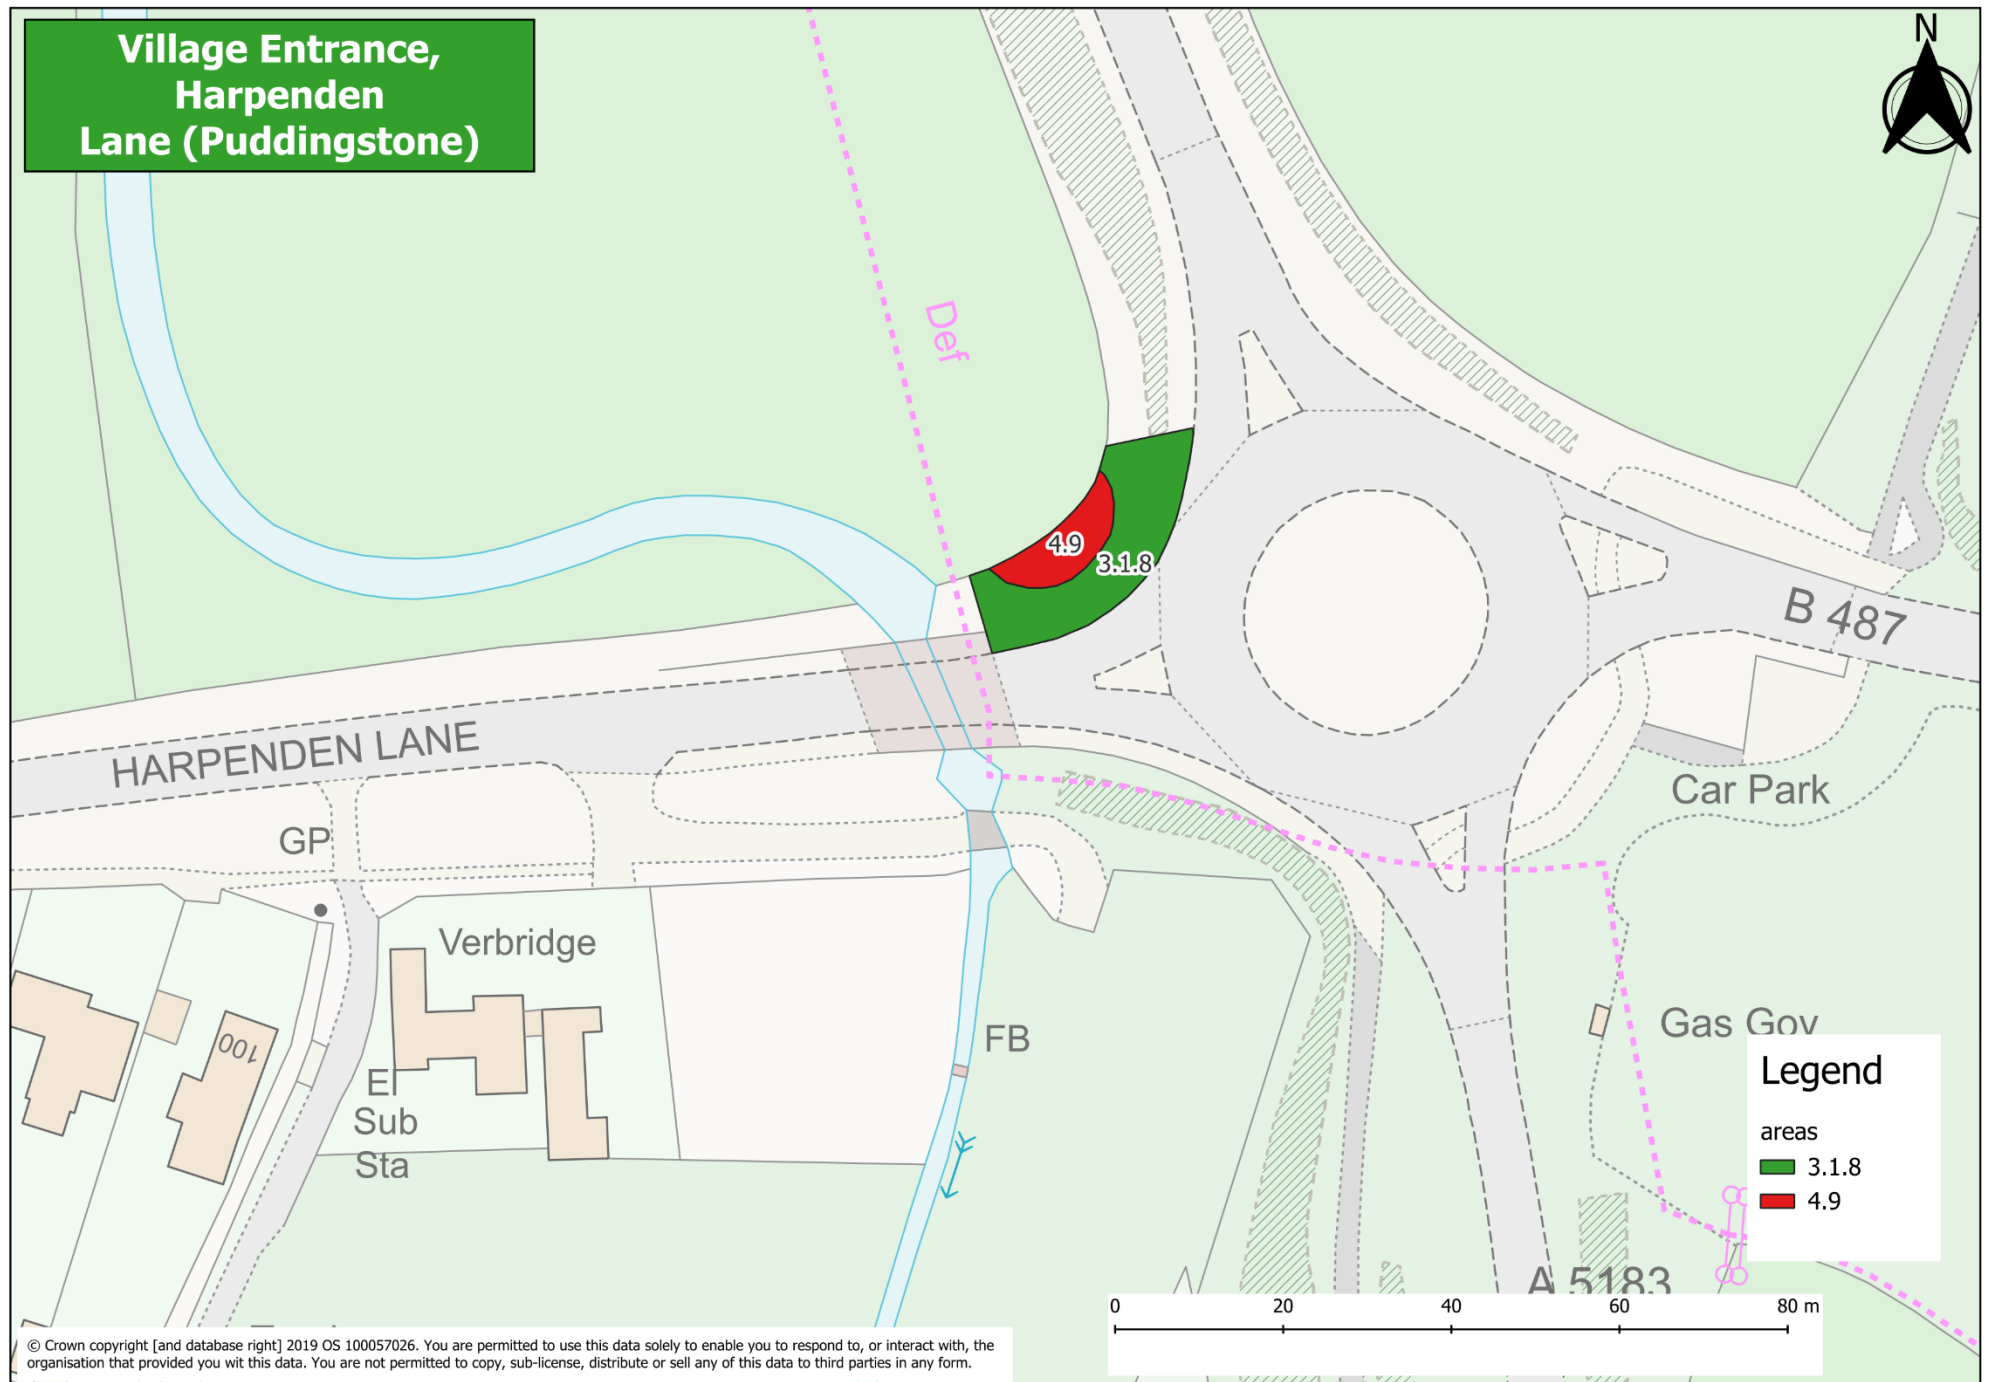 Village Entrance,
Harpenden
Lane (Puddingstone)
N
Def
4.9
3.1.8
B 487
HARPENDEN LANE
GP
Car Park
Verbridge
100
FB
El
Sub
Sta
Gas Gov
Legend
areas
3.1.8
4.9
A 5183
0 20 40 60 80 m
© Crown copyright [and database right] 2019 OS 100057026. You are permitted to use this data solely to enable you to respond to, or interact with, the
organisation that provided you wit this data. You are not permitted to copy, sub-license, distribute or sell any of this data to third parties in any form.